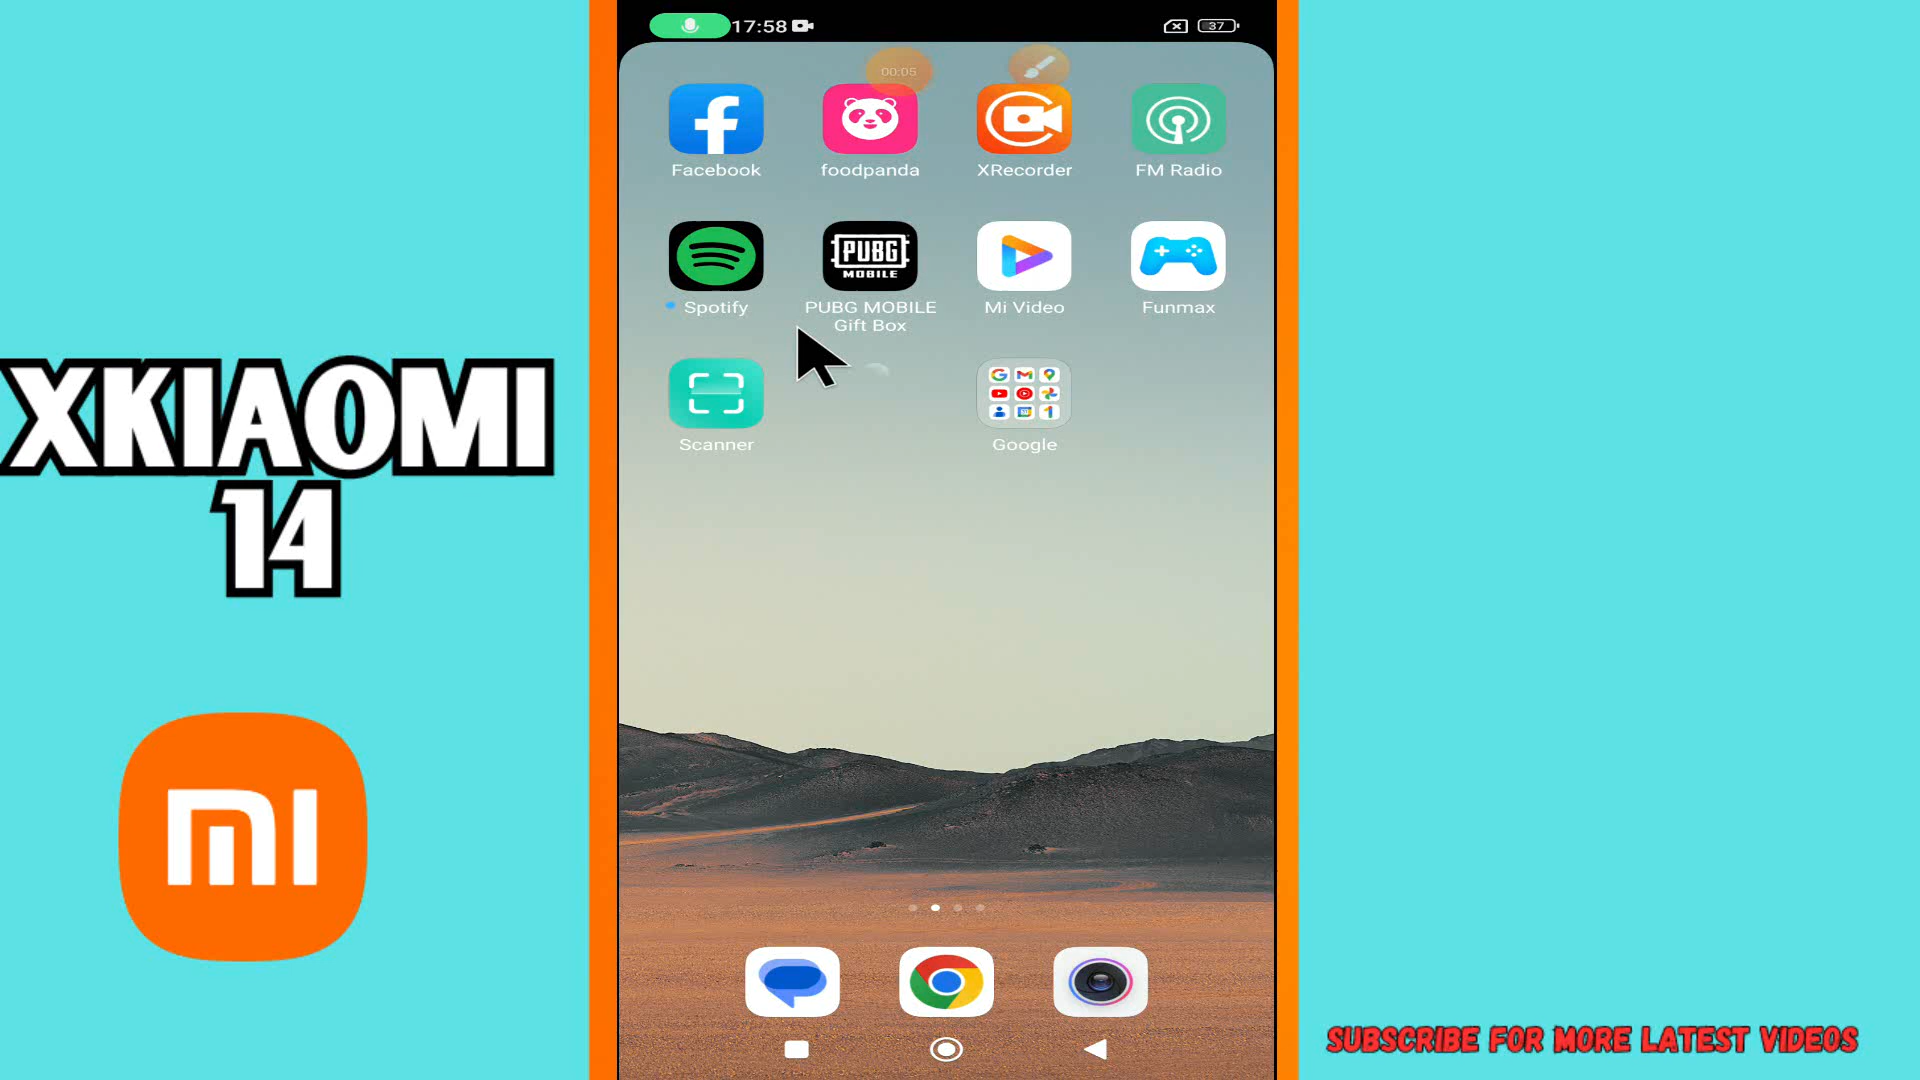 17:58
37
00:05
Facebook
foodpanda
XRecorder
FM Radio
PUBG
MOBILE
Spotify
PUBG MOBILE
Gift Box
Mi Video
Funmax
Scanner
Google
XKIAOMI
14
mi
SUBSCRIBE FOR MORE LATEST VIDEOS